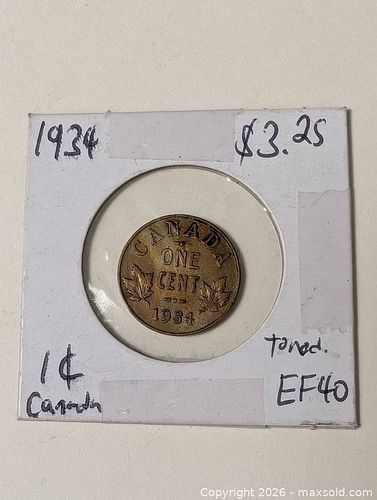 1934
$3.25
CANADA
ONE
CENT
1934
1¢
Canada
Toned.
EF40
Copyright 2026 - maxsold.com